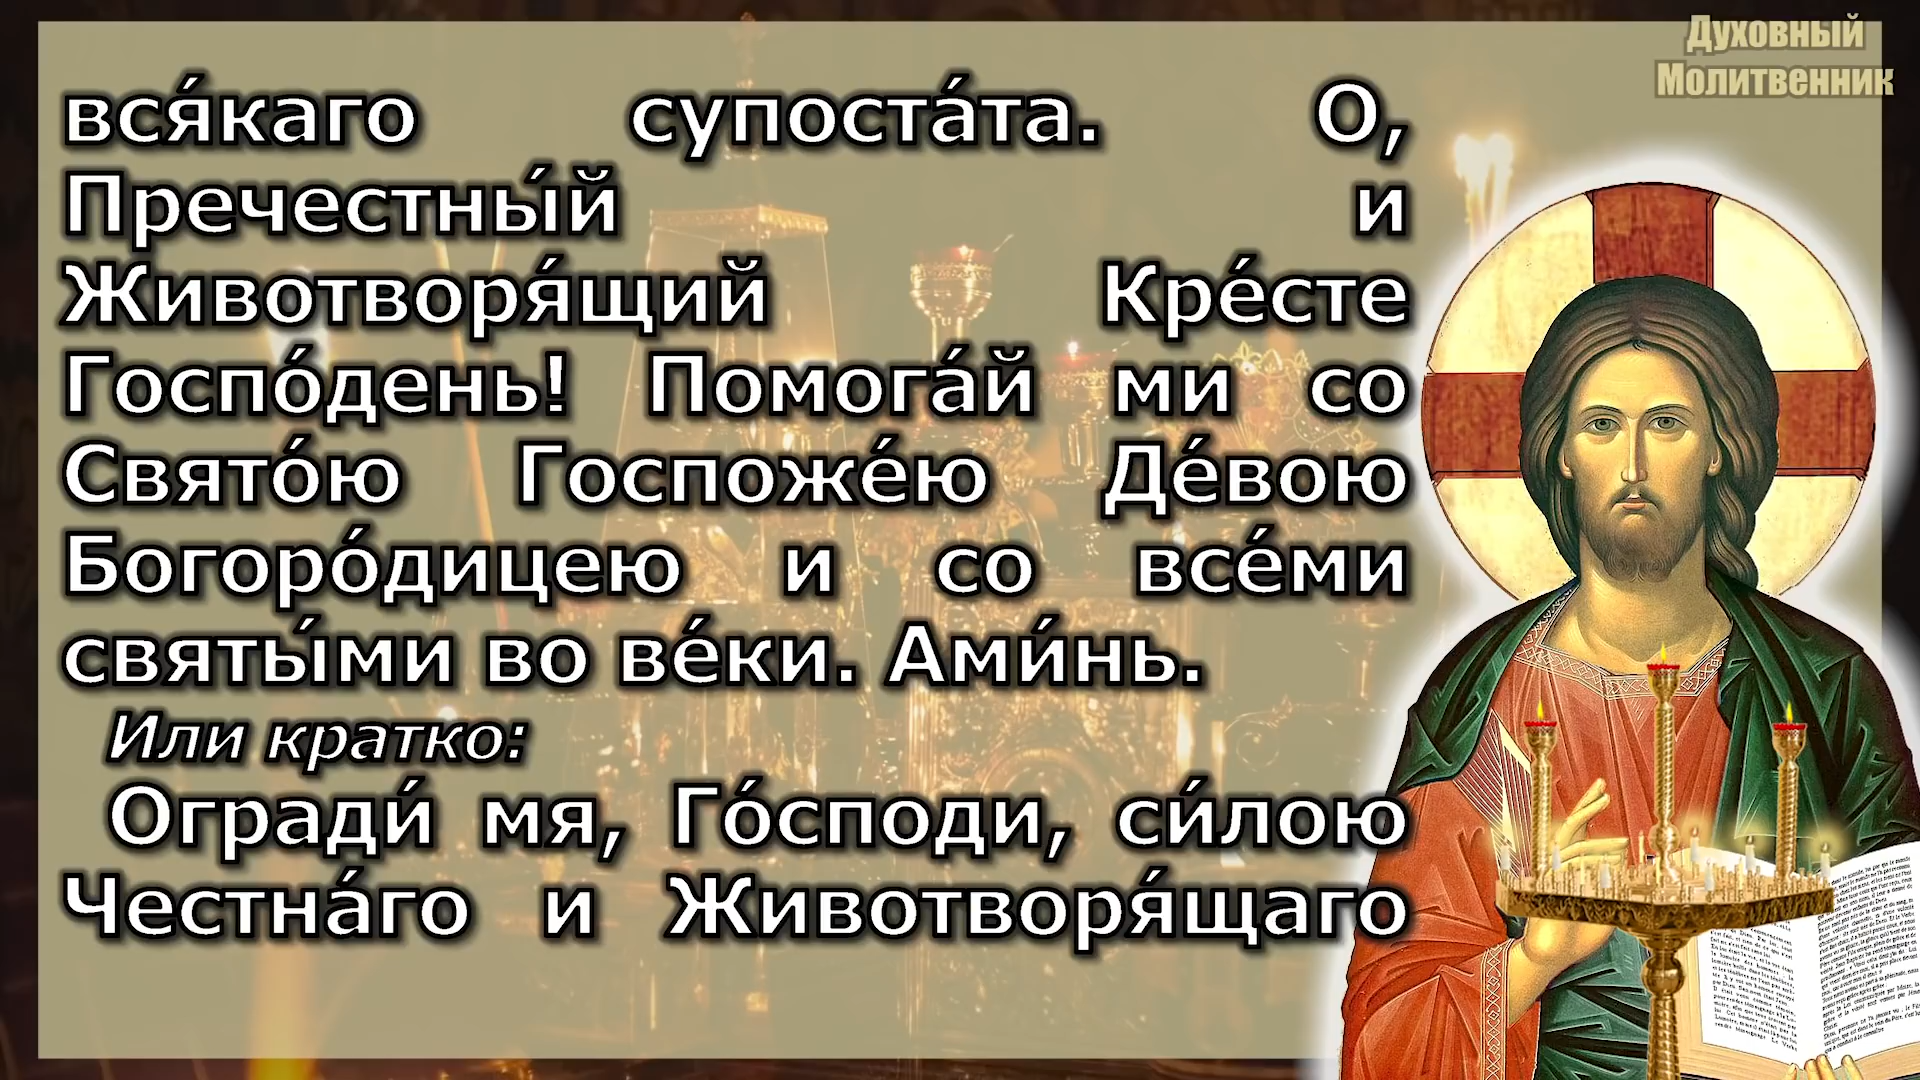 Духовный
Молитвенник
вся́каго супоста́та. О,
Пречестны́й и
Животворя́щий Кре́сте
Госпо́день! Помога́й ми со
Свято́ю Госпоже́ю Де́вою
Богоро́дицею и со все́ми
святы́ми во ве́ки. Ами́нь.
Или кратко:
Огради́ мя, Го́споди, си́лою
Честна́го и Животворя́щаго